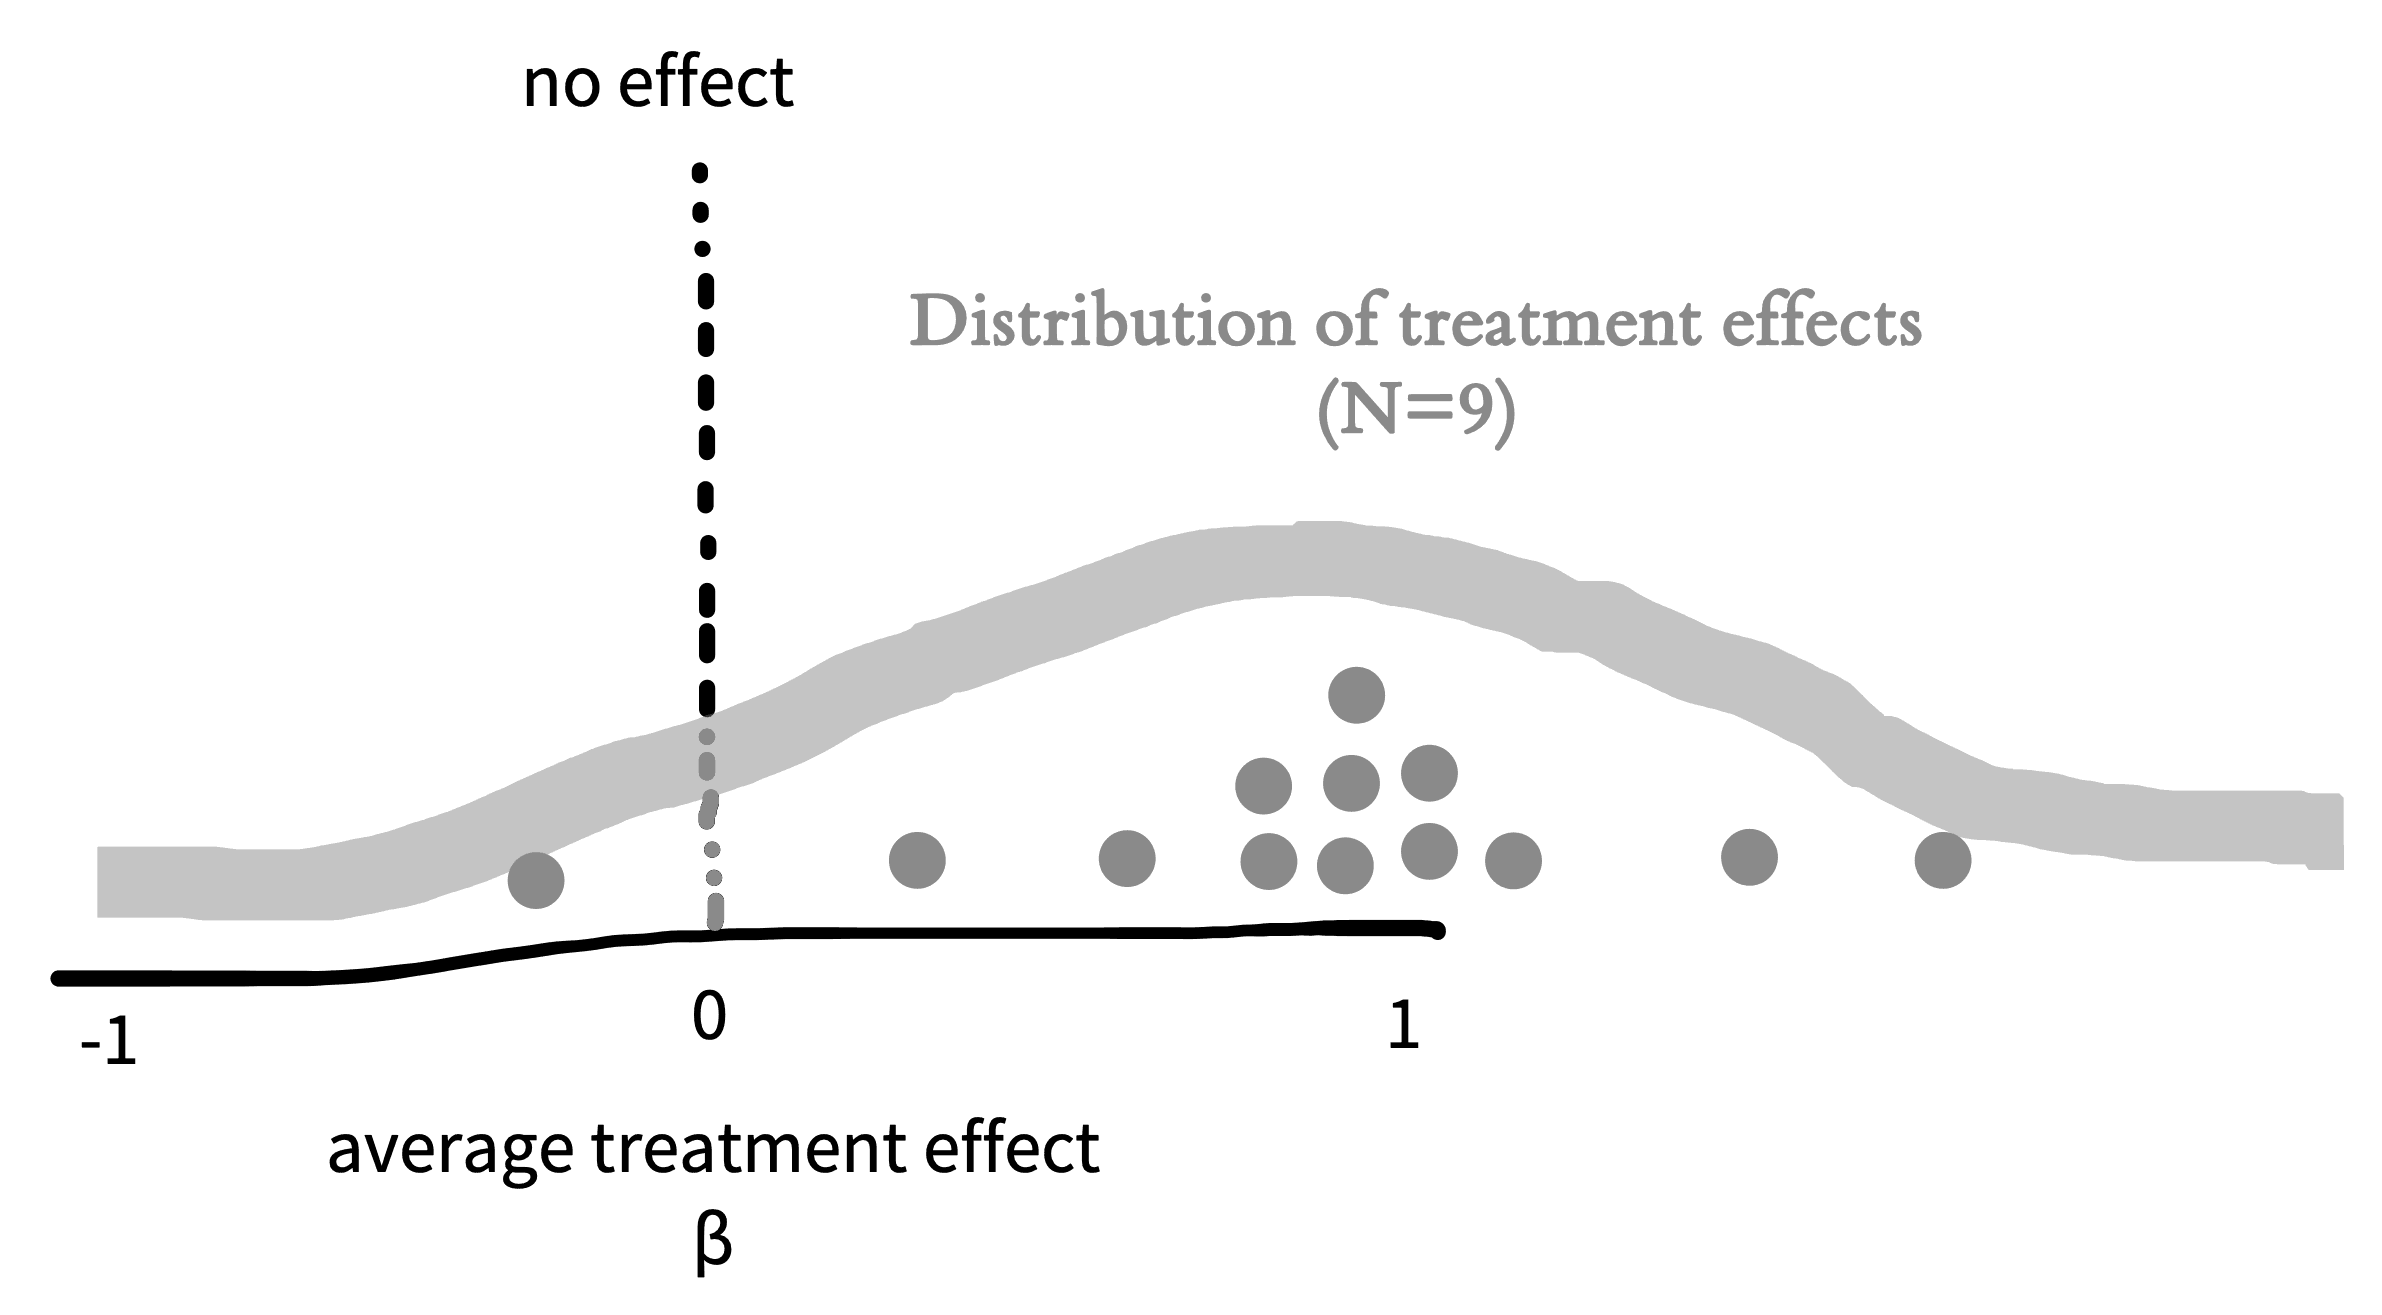 no effect
Distribution of treatment effects
(N=9)
-1
0
1
average treatment effect
β